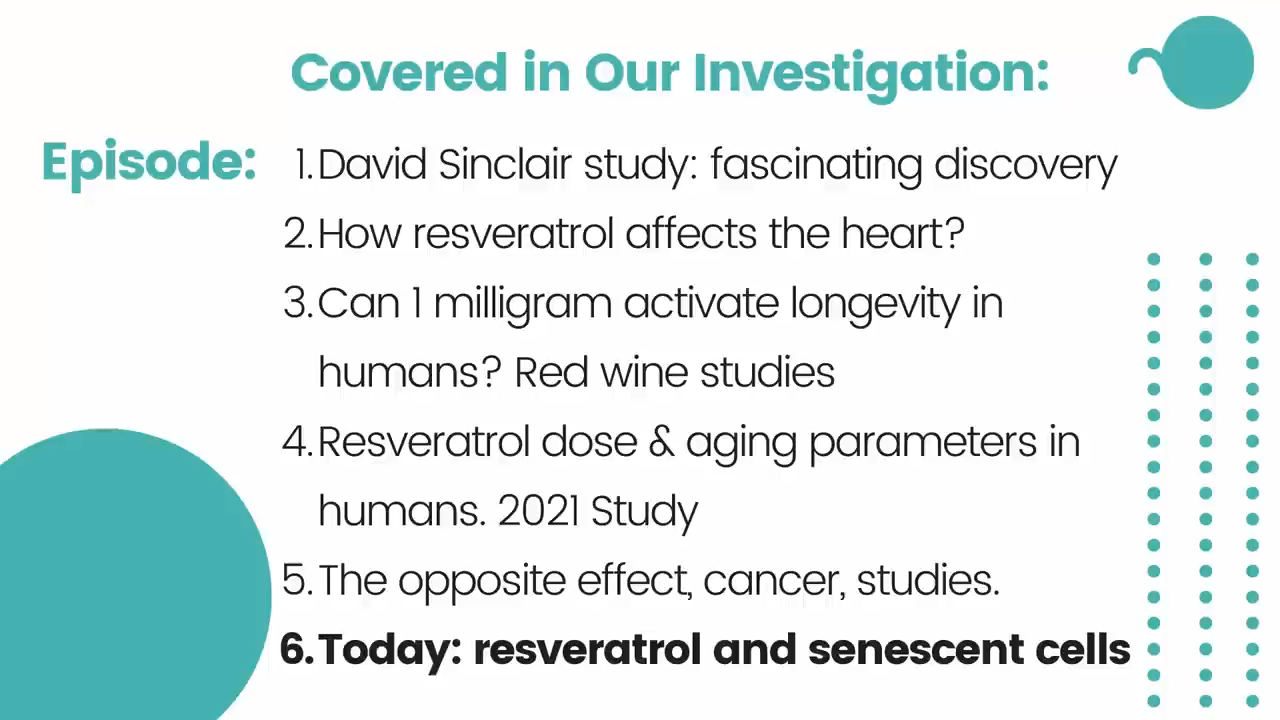 Covered in Our Investigation:
Episode: 1. David Sinclair study: fascinating discovery
2. How resveratrol affects the heart?
3. Can 1 milligram activate longevity in
humans? Red wine studies
4. Resveratrol dose & aging parameters in
humans. 2021 Study
5. The opposite effect, cancer, studies.
6. Today: resveratrol and senescent cells